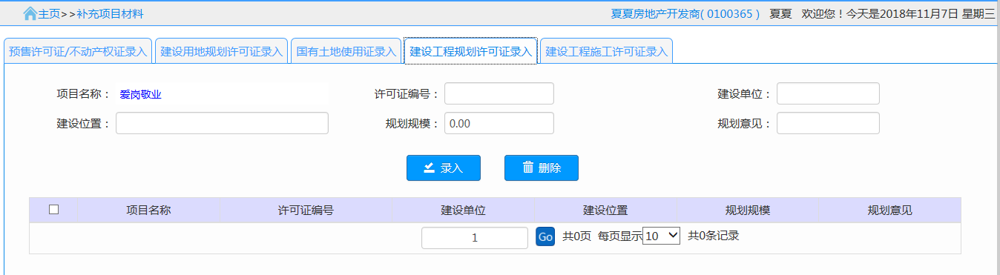 主页>>补充项目材料 夏夏房地产开发商( 0100365 ) 夏夏 欢迎您！今天是2018年11月7日 星期三
预售许可证/不动产权证录入 建设用地规划许可证录入 国有土地使用证录入 建设工程规划许可证录入 建设工程施工许可证录入
项目名称： 爱岗敬业 许可证编号： 建设单位：
建设位置： 规划规模： 0.00 规划意见：
录入 删除
项目名称 许可证编号 建设单位 建设位置 规划规模 规划意见
1 Go 共0页 每页显示 10 共0条记录